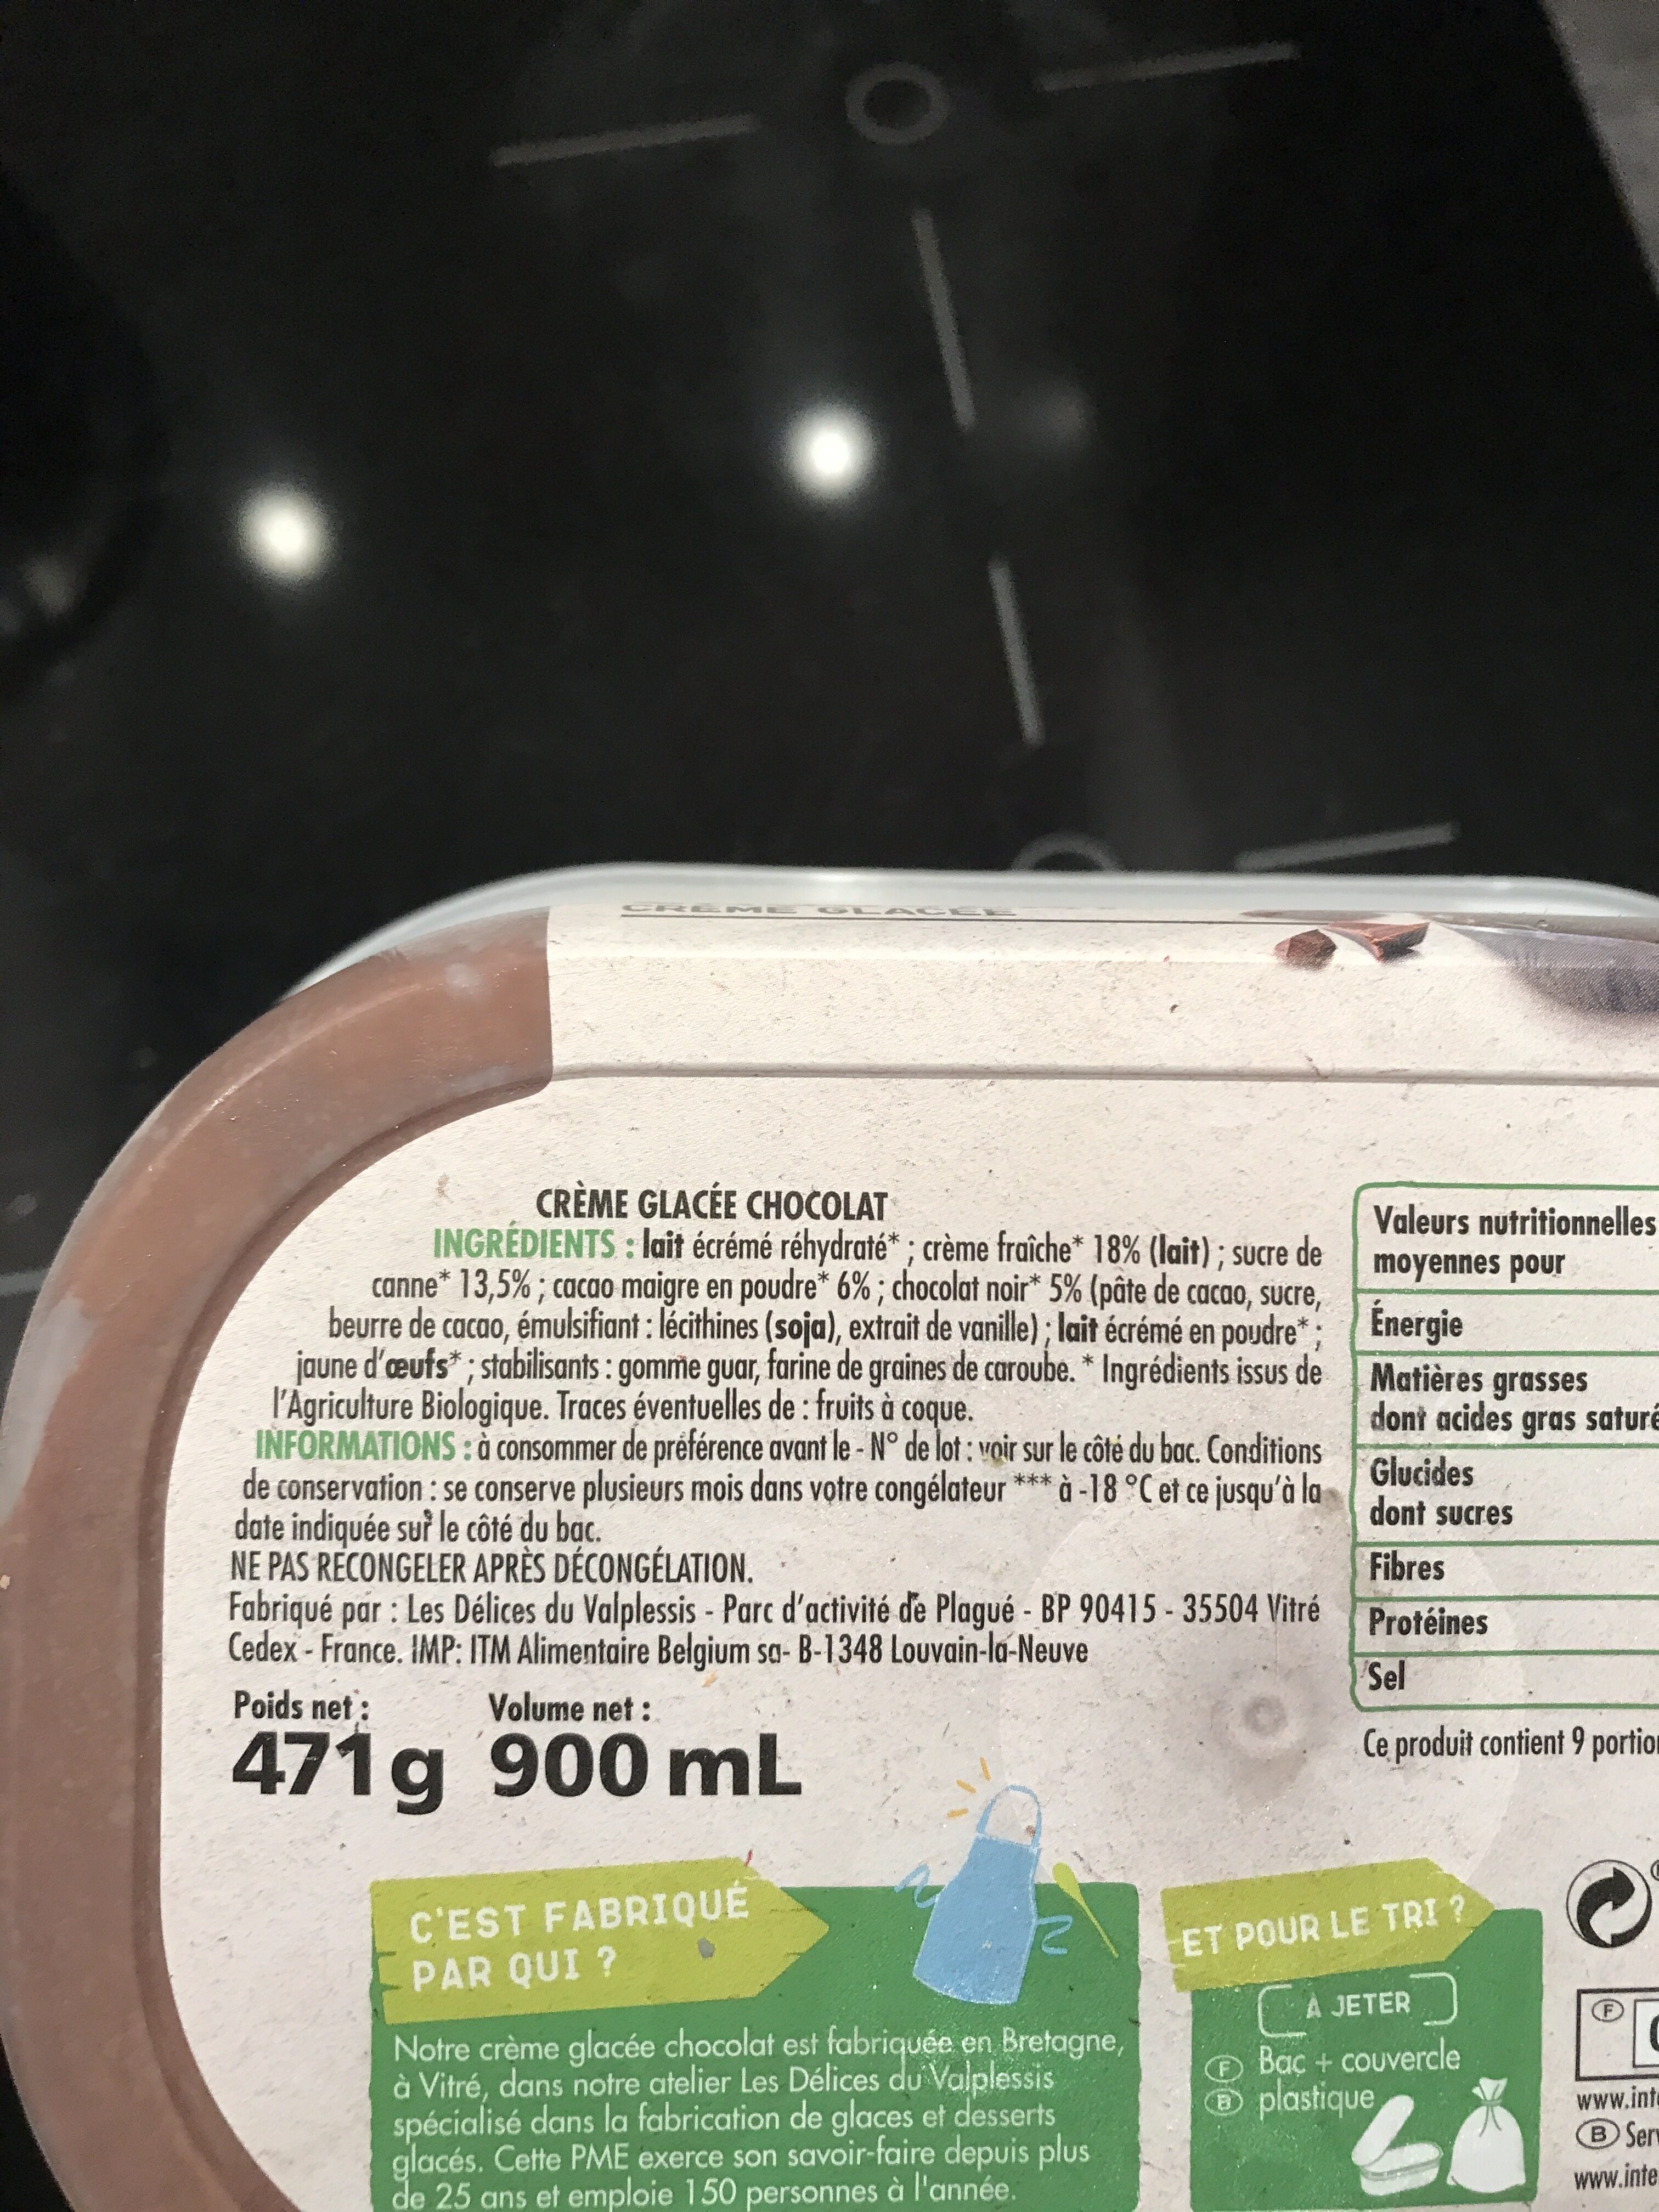 CRÈME GLACÉE
CRÈME GLACÉE CHOCOLAT
INGRÉDIENTS : lait écrémé réhydraté* ; crème fraîche* 18% (lait) ; sucre de
canne* 13,5% ; cacao maigre en poudre* 6% ; chocolat noir* 5% (pâte de cacao, sucre,
beurre de cacao, émulsifiant : lécithines (soja), extrait de vanille) ; lait écrémé en poudre* ;
jaune d'œufs* ; stabilisants : gomme guar, farine de graines de caroube. * Ingrédients issus de
l'Agriculture Biologique. Traces éventuelles de : fruits à coque.
INFORMATIONS : à consommer de préférence avant le - N° de lot : voir sur le côté du bac. Conditions
de conservation : se conserve plusieurs mois dans votre congélateur *** à -18 °C et ce jusqu'à la
date indiquée sur le côté du bac.
NE PAS RECONGELER APRÈS DÉCONGÉLATION.
Fabriqué par : Les Délices du Valplessis - Parc d'activité de Plagué - BP 90415 - 35504 Vitré
Cedex - France. IMP: ITM Alimentaire Belgium sa- B-1348 Louvain-la-Neuve
Poids net : Volume net :
471g 900 mL
Valeurs nutritionnelles
moyennes pour
Énergie
Matières grasses
dont acides gras saturé
Glucides
dont sucres
Fibres
Protéines
Sel
Ce produit contient 9 portion
C'EST FABRIQUÉ
PAR QUI ?
Notre crème glacée chocolat est fabriquée en Bretagne,
à Vitré, dans notre atelier Les Délices du Valplessis
spécialisé dans la fabrication de glaces et desserts
glacés. Cette PME exerce son savoir-faire depuis plus
de 25 ans et emploie 150 personnes à l'année.
ET POUR LE TRI ?
À JETER
F Bac + couvercle
B plastique
F
www.inte
B Serv
www.inte